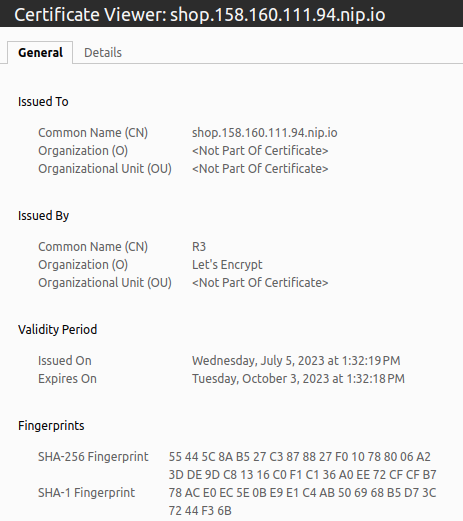 Certificate Viewer: shop.158.160.111.94.nip.io
General Details
Issued To
Common Name (CN) shop.158.160.111.94.nip.io
Organization (O) <Not Part Of Certificate>
Organizational Unit (OU) <Not Part Of Certificate>
Issued By
Common Name (CN) R3
Organization (O) Let's Encrypt
Organizational Unit (OU) <Not Part Of Certificate>
Validity Period
Issued On Wednesday, July 5, 2023 at 1:32:19 PM
Expires On Tuesday, October 3, 2023 at 1:32:18 PM
Fingerprints
SHA-256 Fingerprint 55 44 5C 8A B5 27 C3 87 88 27 F0 10 78 80 06 A2
3D DE 9D C8 13 16 C0 F1 C1 36 A0 EE 72 CF CF B7
SHA-1 Fingerprint 78 AC E0 EC 5E 0B E9 E1 C4 AB 50 69 68 B5 D7 3C
72 44 F3 6B